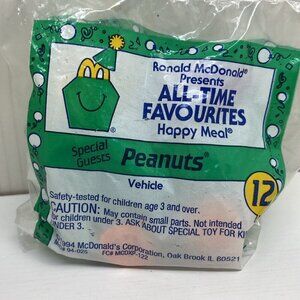 Ronald McDonald®
Presents
ALL-TIME
FAVOURITES
Happy Meal®
Special
Guests
Peanuts®
Vehicle
12
Safety-tested for children age 3 and over.
CAUTION: May contain small parts. Not intended
for children under 3. ASK ABOUT SPECIAL TOY FOR
UNDER 3.
1994 McDonald's Corporation, Oak Brook IL 60521
04-025